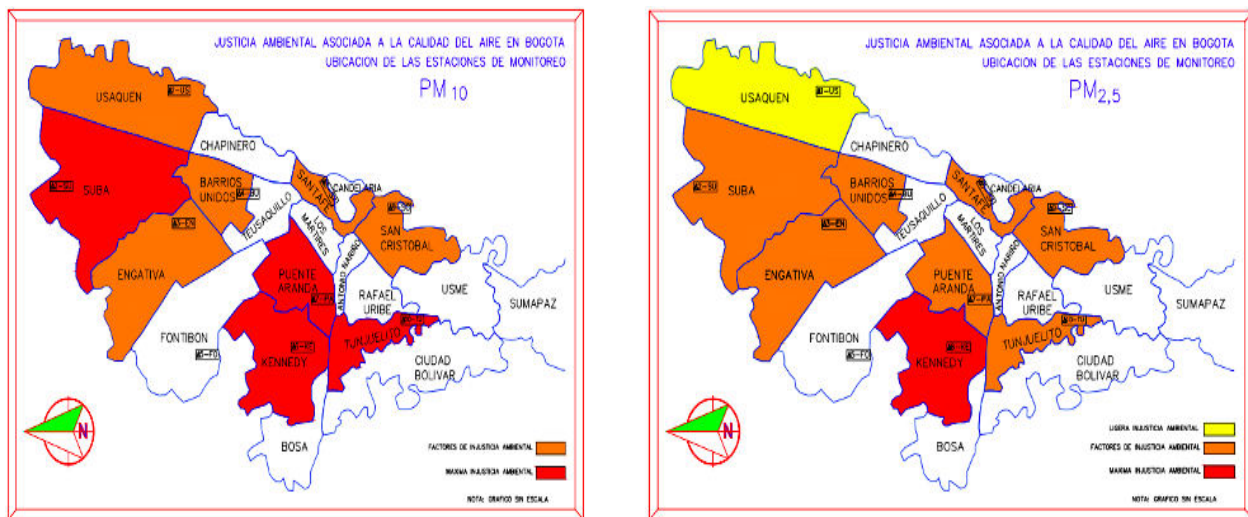 JUSTICIA AMBIENTAL ASOCIADA A LA CALIDAD DEL AIRE EN BOGOTA
UBICACION DE LAS ESTACIONES DE MONITOREO
PM 10
USAQUEN
CHAPINERO
SUBA
BARRIOS
UNIDOS
SANTAFE
CANDELARIA
TEUSAQUILLO
LOS
MARTIRES
SAN
CRISTOBAL
ENGATIVA
PUENTE
ARANDA
ANTONIO NARIÑO
RAFAEL
URIBE
USME
SUMAPAZ
FONTIBON
KENNEDY
TUNJUELITO
CIUDAD
BOLIVAR
BOSA
N
FACTORES DE INJUSTICIA AMBIENTAL
MAXIMA INJUSTICIA AMBIENTAL
NOTA: GRAFICO SIN ESCALA
JUSTICIA AMBIENTAL ASOCIADA A LA CALIDAD DEL AIRE EN BOGOTA
UBICACION DE LAS ESTACIONES DE MONITOREO
PM2,5
USAQUEN
CHAPINERO
SUBA
BARRIOS
UNIDOS
SANTAFE
CANDELARIA
TEUSAQUILLO
LOS
MARTIRES
SAN
CRISTOBAL
ENGATIVA
PUENTE
ARANDA
ANTONIO NARIÑO
RAFAEL
URIBE
USME
SUMAPAZ
FONTIBON
KENNEDY
TUNJUELITO
CIUDAD
BOLIVAR
BOSA
N
LIGERA INJUSTICIA AMBIENTAL
FACTORES DE INJUSTICIA AMBIENTAL
MAXIMA INJUSTICIA AMBIENTAL
NOTA: GRAFICO SIN ESCALA